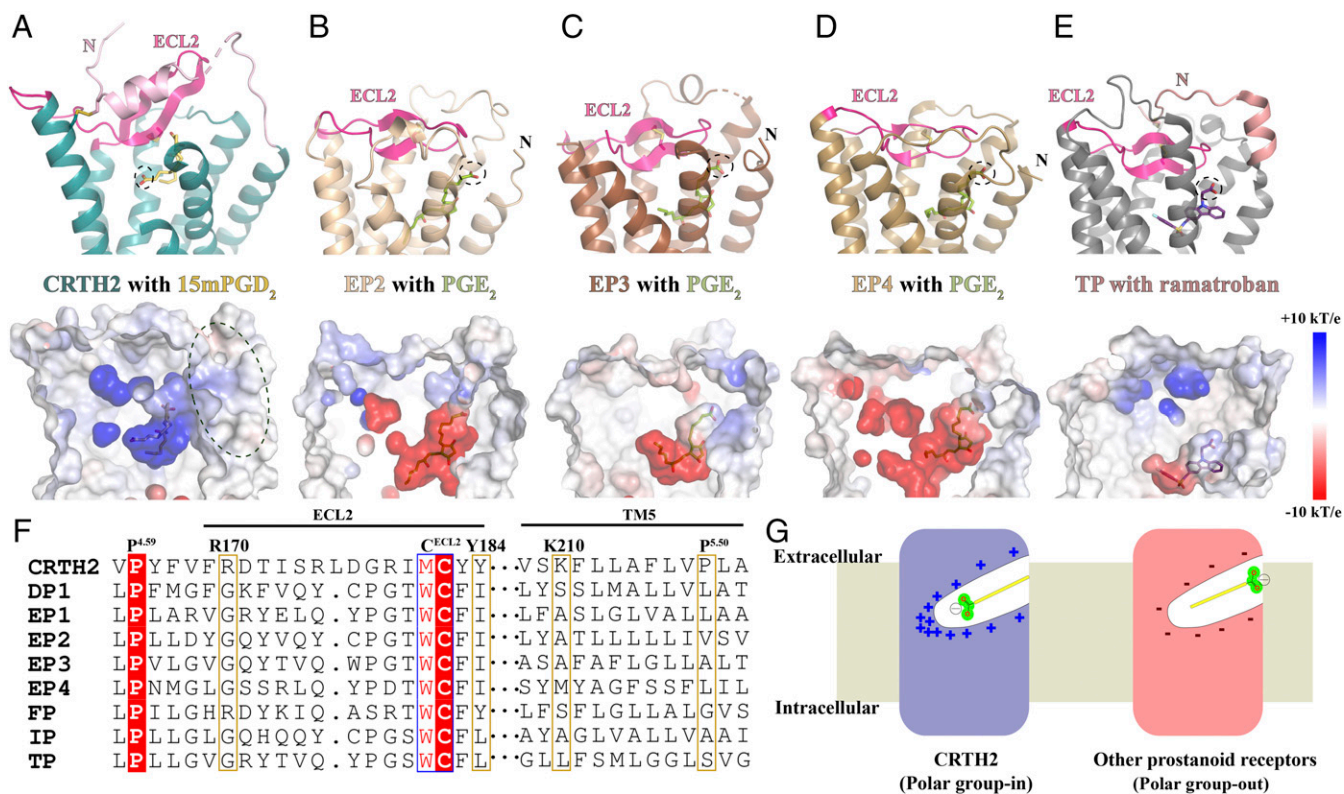 A
B
C
D
E
N
ECL2
ECL2
N
ECL2
N
ECL2
N
ECL2
N
CRTH2 with 15mPGD₂
EP2 with PGE₂
EP3 with PGE₂
EP4 with PGE₂
TP with ramatroban
+10 kT/e
-10 kT/e
F
ECL2
TM5
P⁴·⁵⁹ R170 Cᴱᶜᴸ² Y184 K210 P⁵·⁵⁰
CRTH2 VPYFVFRDTISRLDGRIMCYY···VSKFLLAFLVPLA
DP1 LPFMGFGKFVQY.CPGTWCFI···LYSSLMALLVLAT
EP1 LPLARVGRYELQ.YPGTWCFI···LFASLGLVALLAA
EP2 LPLLDYGQYVQY.CPGTWCFI···LYATLLLLLIVSV
EP3 LPVLGVGQYTVQ.WPGTWCFI···ASAFAFLGLLALT
EP4 LPNMGLGSSRLQ.YPDTWCFI···SYMYAGFSSFLIL
FP LPILGHRDYKIQ.ASRTWCFY···LFSFLGLLALGVS
IP LPLLGLGQHQQY.CPGSWCFL···YAGLVALLVAAI
TP LPLLGVGRYTVQ.YPGSWCFL···GLLFSMLGGLSVG
G
Extracellular
Intracellular
CRTH2
(Polar group-in)
Other prostanoid receptors
(Polar group-out)